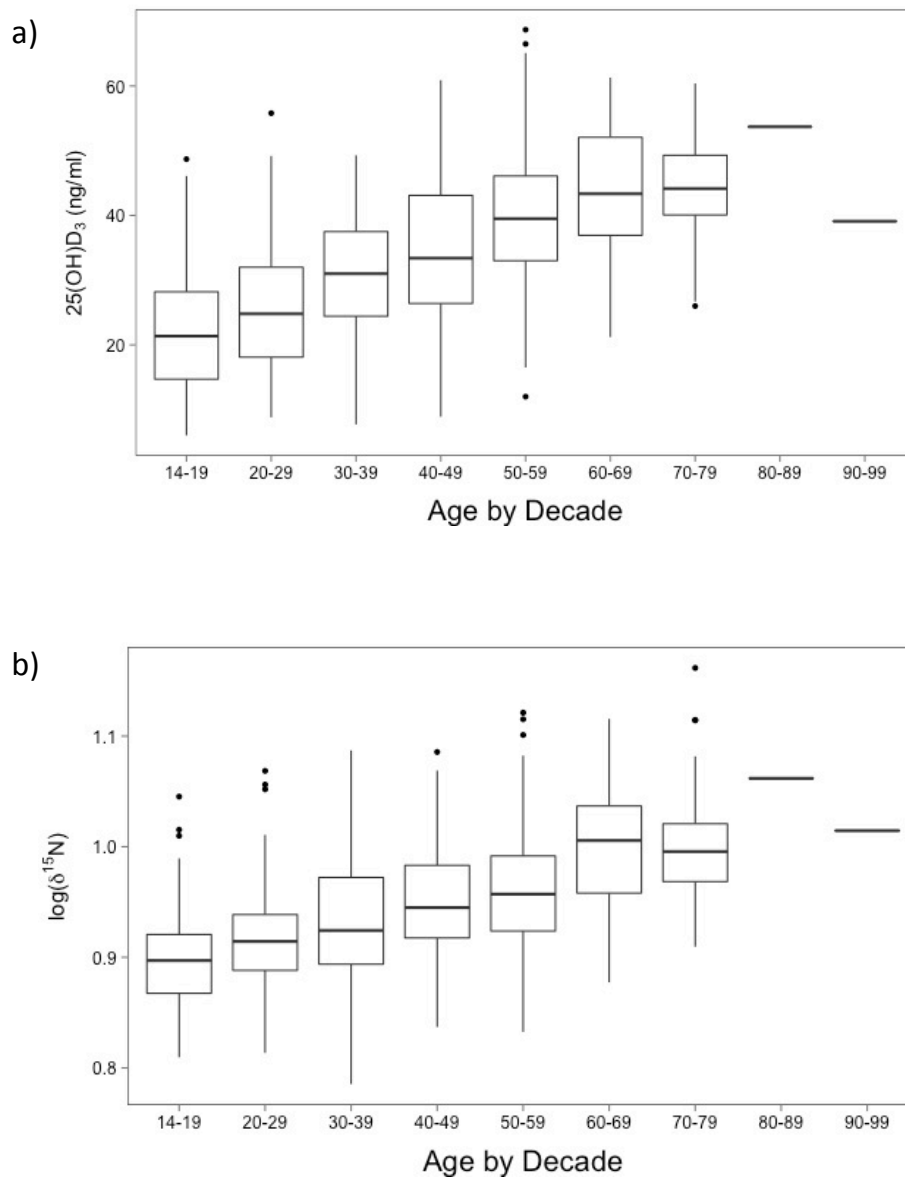 a)
60
40
20
25(OH)D₃ (ng/ml)
14-19 20-29 30-39 40-49 50-59 60-69 70-79 80-89 90-99
Age by Decade
b)
1.1
1.0
0.9
0.8
log(δ¹⁵N)
14-19 20-29 30-39 40-49 50-59 60-69 70-79 80-89 90-99
Age by Decade